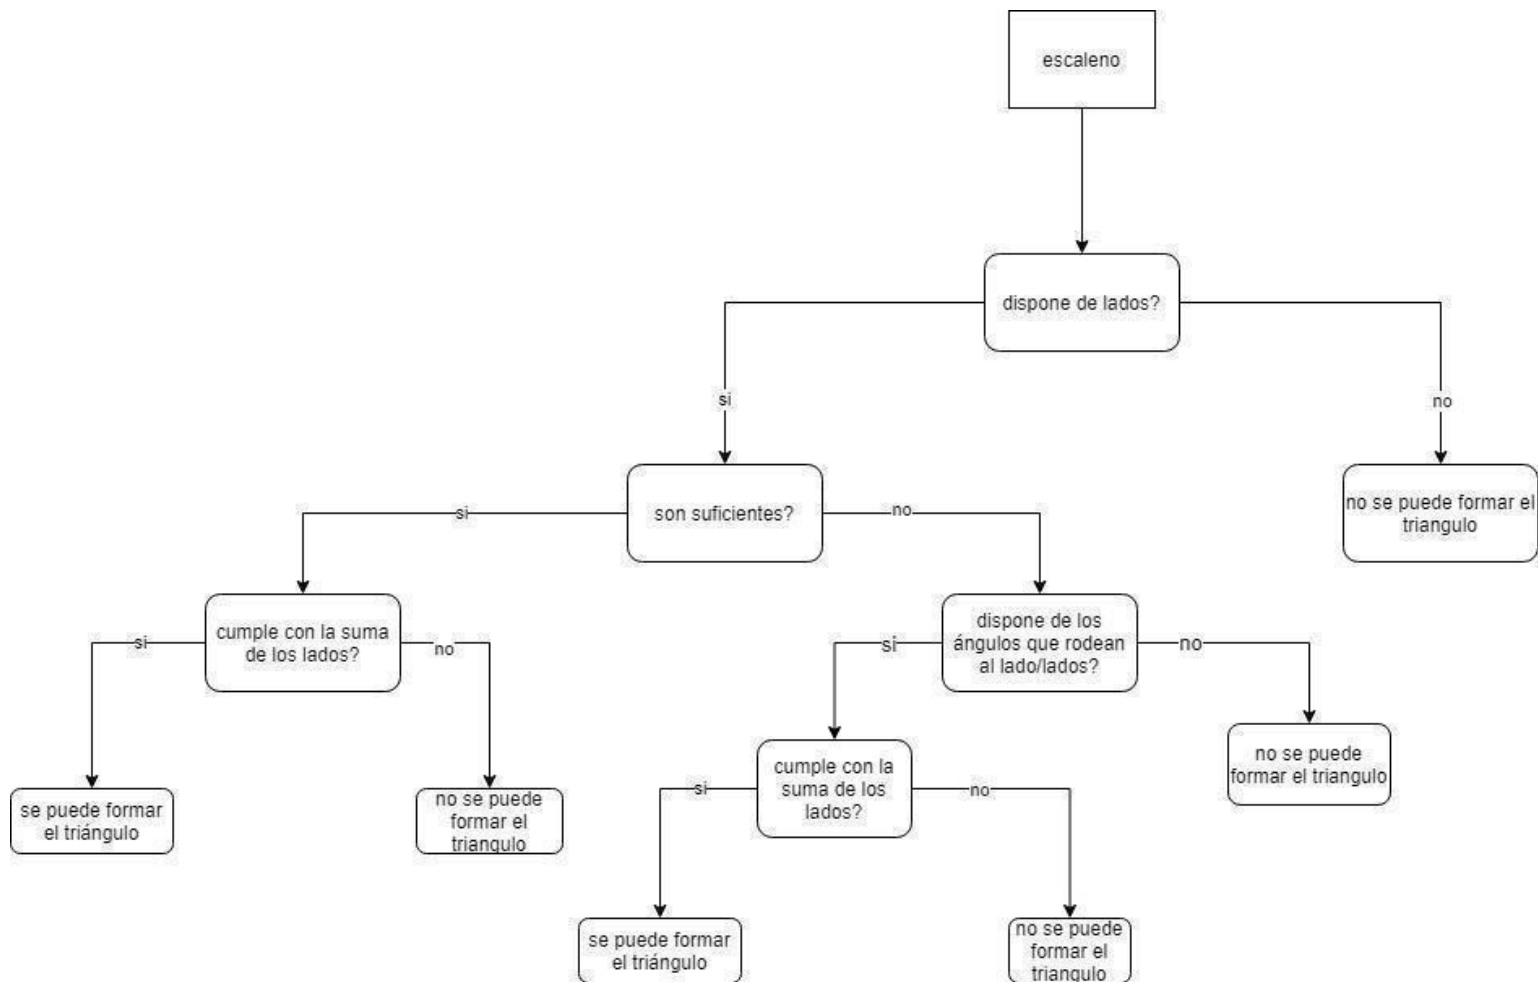 escaleno
dispone de lados?
si
no
son suficientes?
no se puede formar el
triangulo
si
no
cumple con la suma
de los lados?
dispone de los
ángulos que rodean
al lado/lados?
si
no
si
no
se puede formar
el triángulo
no se puede
formar el
triangulo
cumple con la
suma de los
lados?
no se puede
formar el triangulo
si
no
se puede formar
el triángulo
no se puede
formar el
triangulo